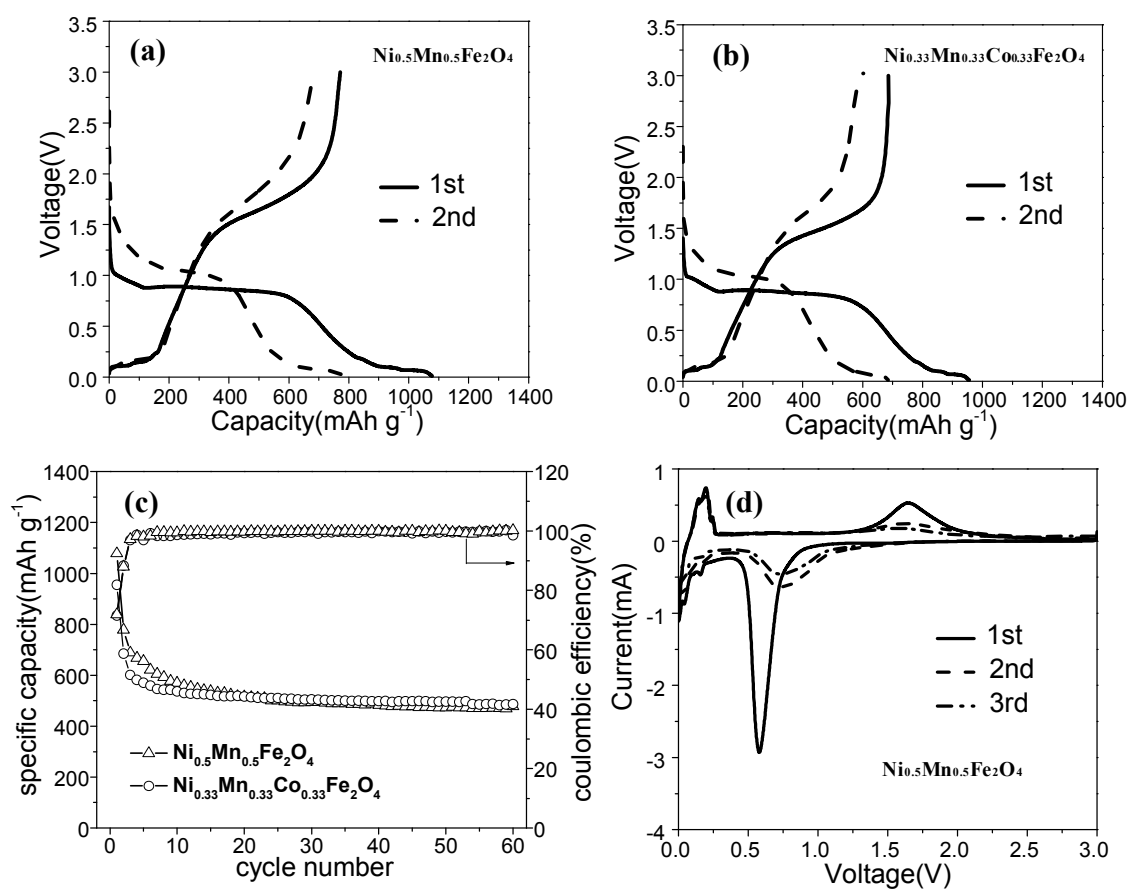 (a)
Ni0.5Mn0.5Fe2O4
Voltage(V)
3.5
3.0
2.5
2.0
1.5
1.0
0.5
0.0
1st
2nd
0 200 400 600 800 1000 1200 1400
Capacity(mAh g-1)
(b)
Ni0.33Mn0.33Co0.33Fe2O4
Voltage(V)
3.5
3.0
2.5
2.0
1.5
1.0
0.5
0.0
1st
2nd
0 200 400 600 800 1000 1200 1400
Capacity(mAh g-1)
(c)
specific capacity(mAh g-1)
1400
1200
1000
800
600
400
200
0
Ni0.5Mn0.5Fe2O4
Ni0.33Mn0.33Co0.33Fe2O4
0 10 20 30 40 50 60
cycle number
120
100
80
60
40
20
0
coulombic efficiency(%)
(d)
Current(mA)
1
0
-1
-2
-3
-4
1st
2nd
3rd
Ni0.5Mn0.5Fe2O4
0.0 0.5 1.0 1.5 2.0 2.5 3.0
Voltage(V)